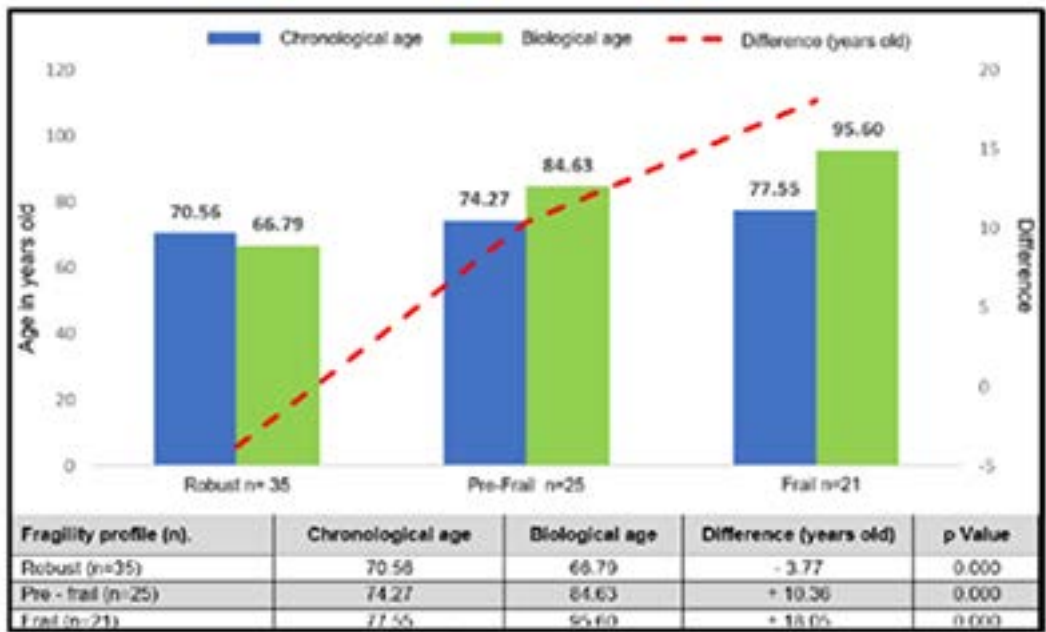 Chronological age Biological age Difference (years old)
120 20
100 15
80 10
60 5
40 0
20 -5
0
Age in years old
Difference
70.56 66.79
74.27 84.63
77.55 95.60
Robust n= 35 Pre-Frail n=25 Frail n=21
Fragility profile (n). Chronological age Biological age Difference (years old) p Value
Robust (n=35) 70.56 66.79 - 3.77 0.000
Pre - frail (n=25) 74.27 84.63 + 10.36 0.000
Frail (n=21) 77.55 95.60 + 18.05 0.000